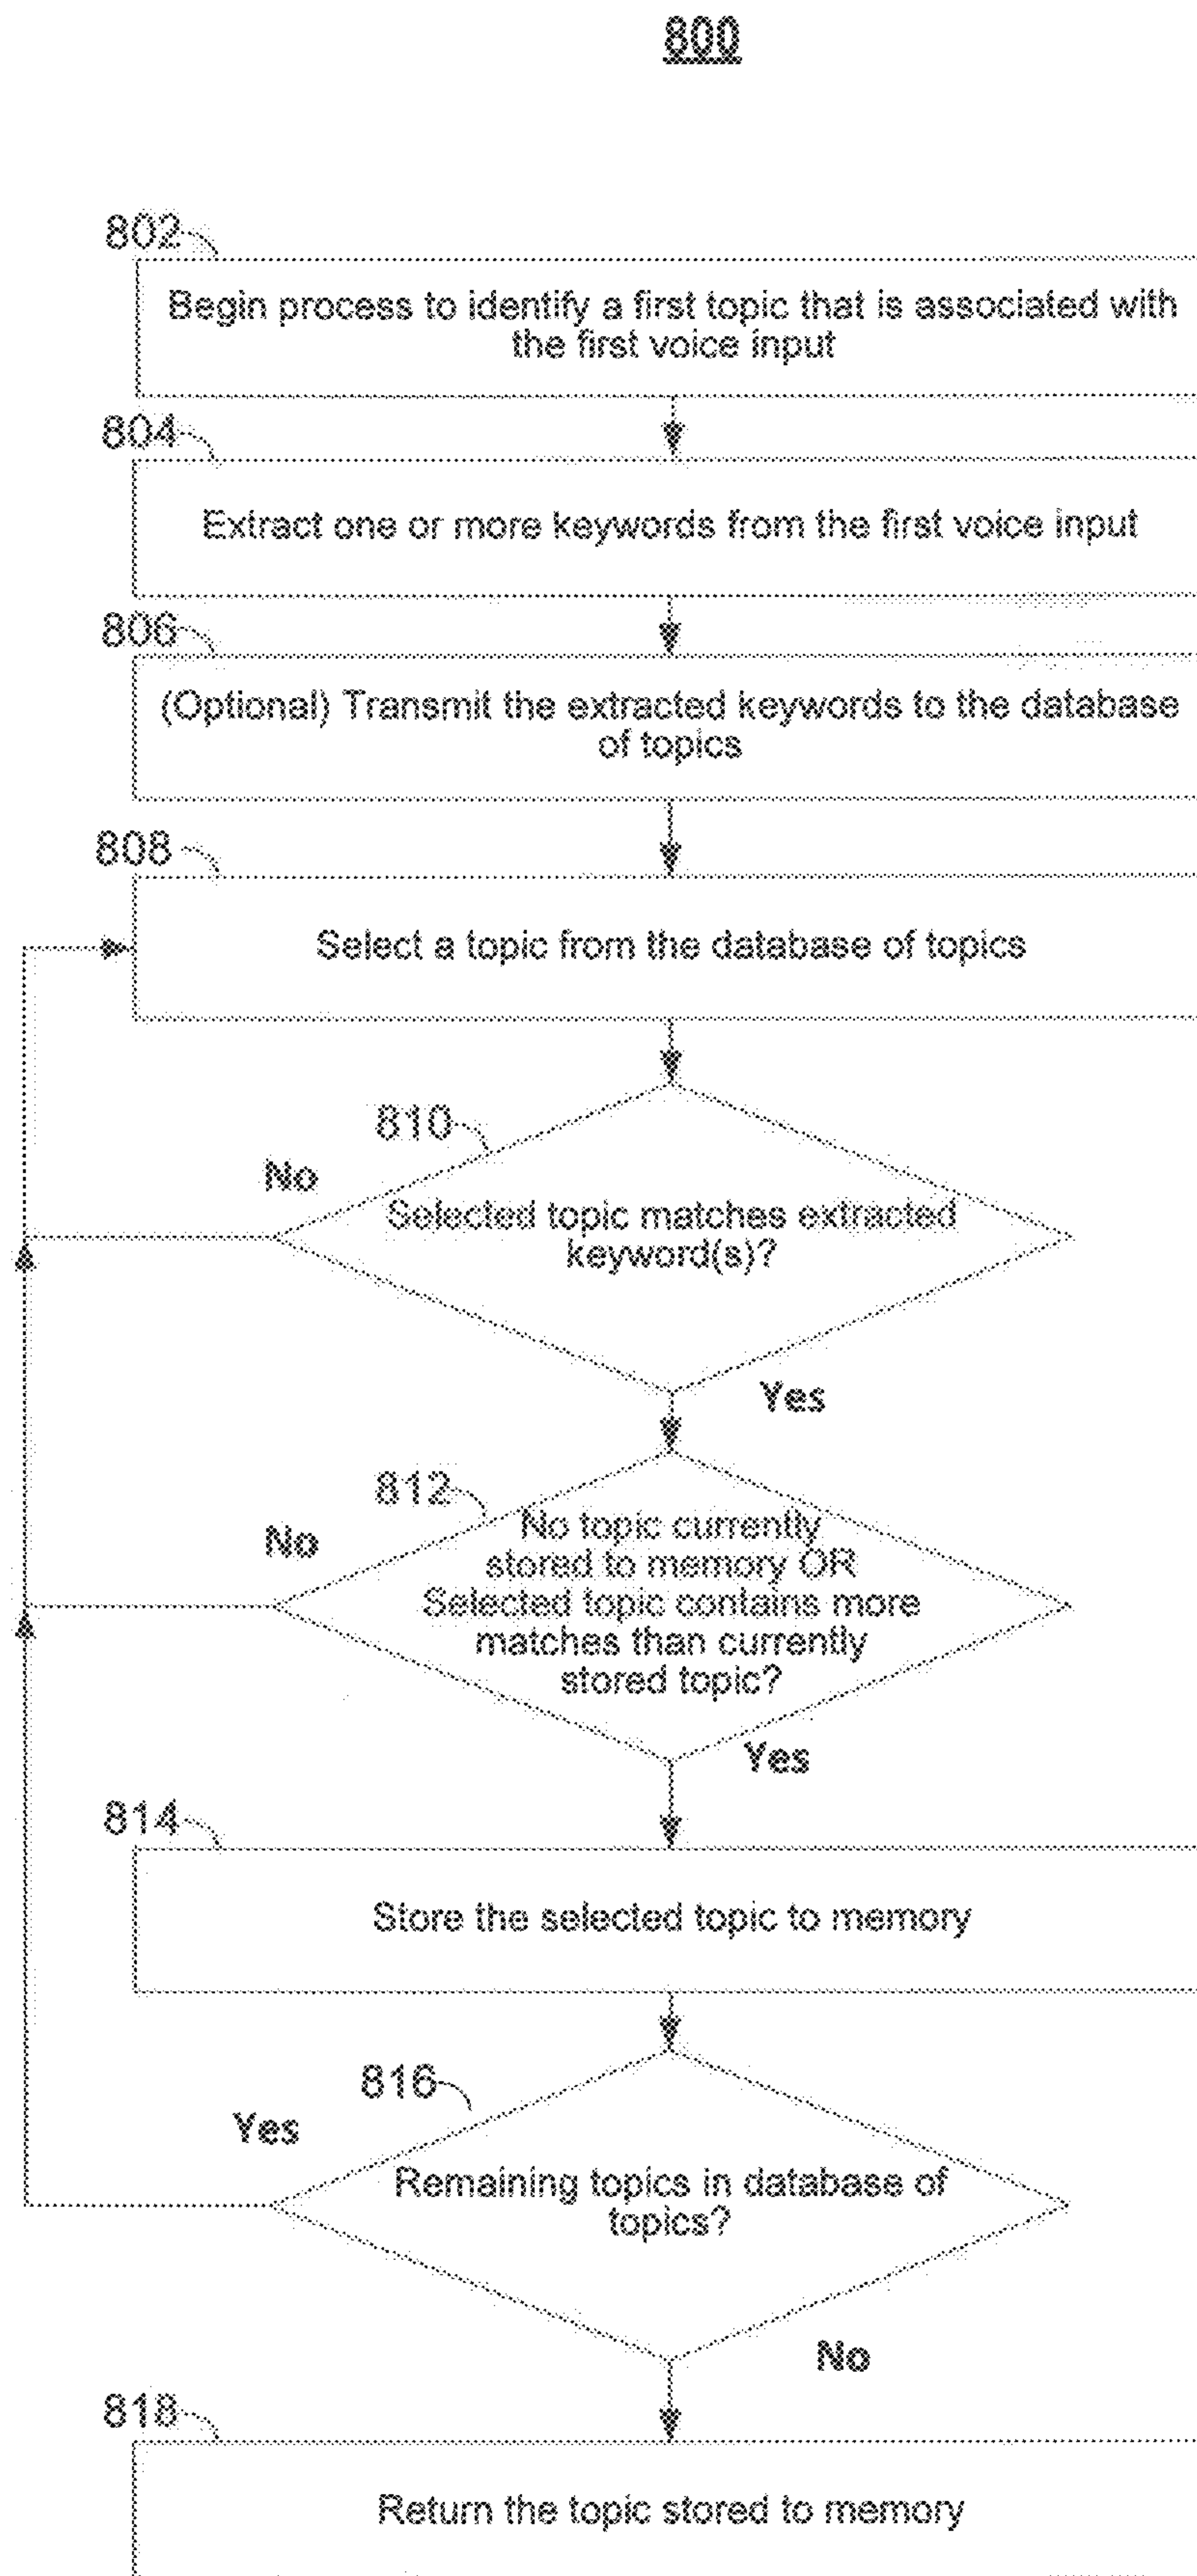 800
802
Begin process to identify a first topic that is associated with
the first voice input
804
Extract one or more keywords from the first voice input
806
(Optional) Transmit the extracted keywords to the database
of topics
808
Select a topic from the database of topics
810
No
Selected topic matches extracted
keyword(s)?
Yes
812
No
No topic currently
stored to memory OR
Selected topic contains more
matches than currently
stored topic?
Yes
814
Store the selected topic to memory
816
Yes
Remaining topics in database of
topics?
No
818
Return the topic stored to memory